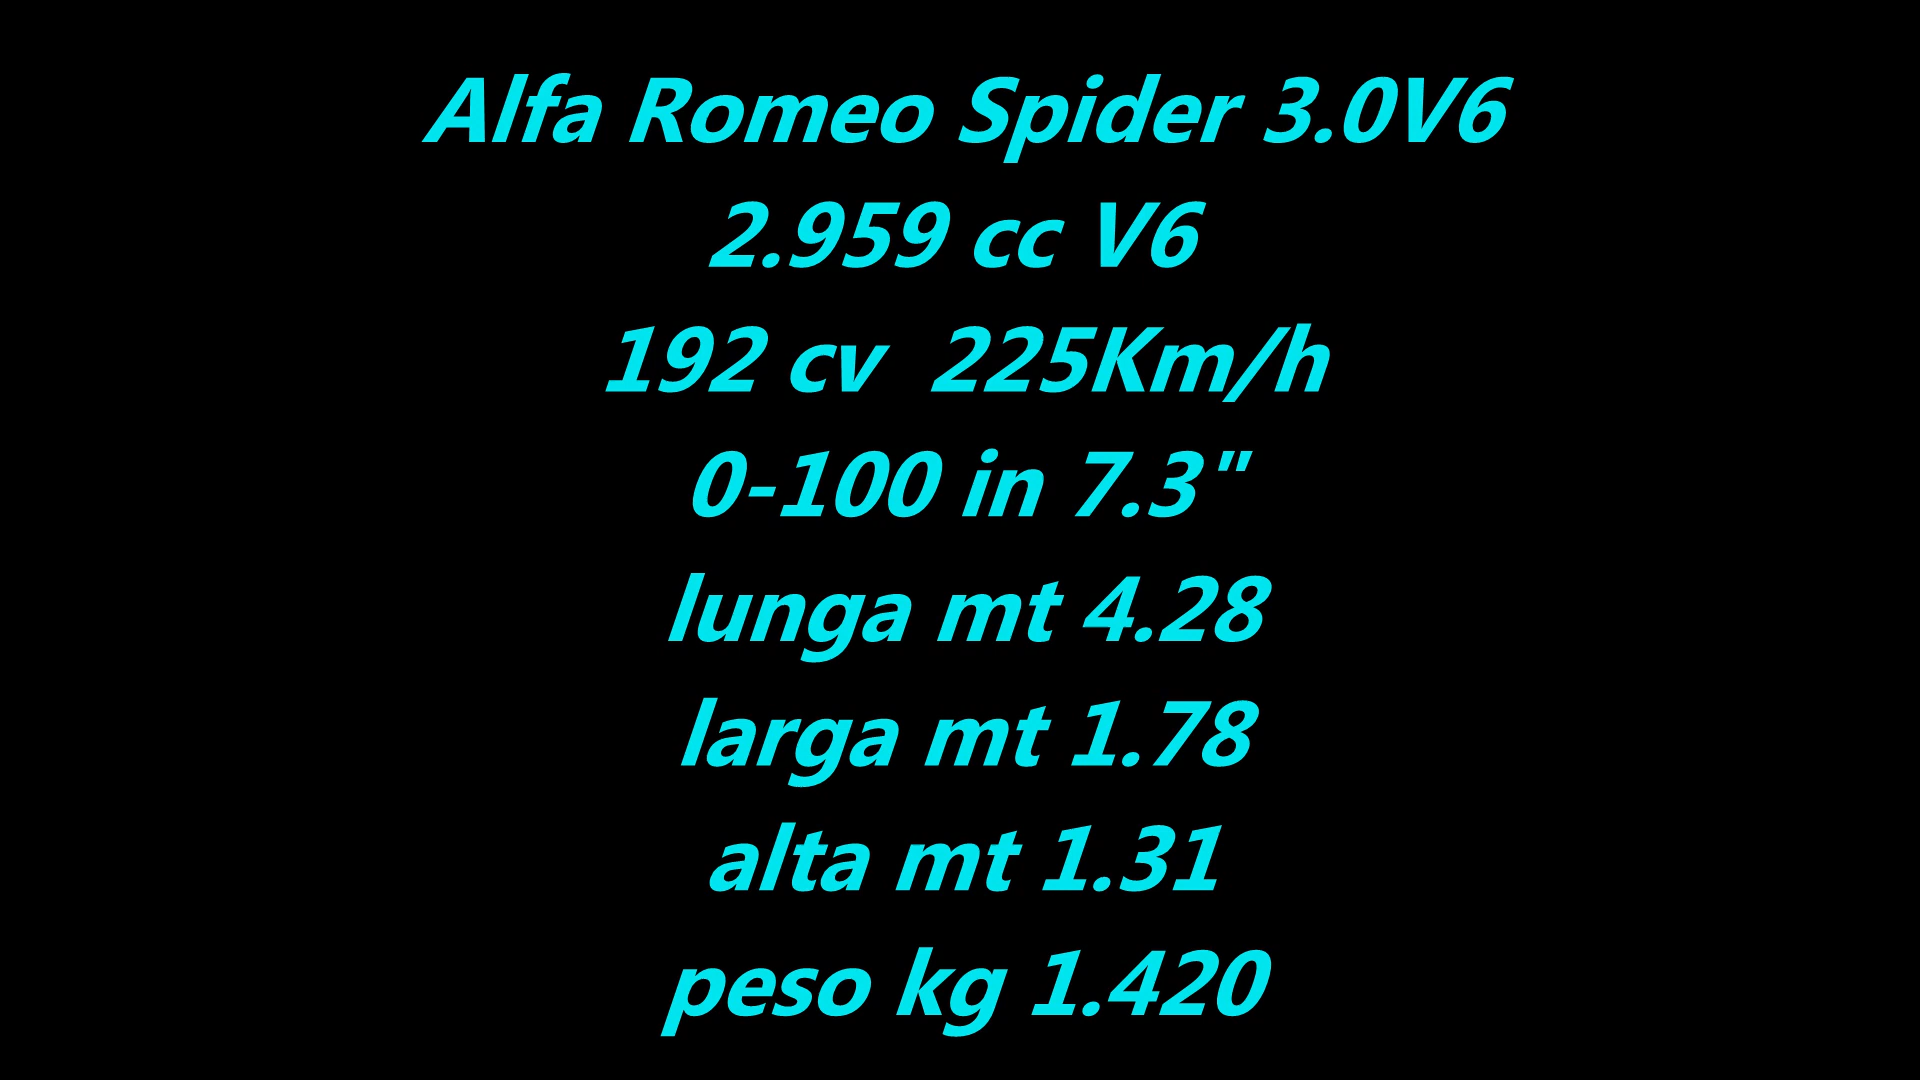 Alfa Romeo Spider 3.0V6
2.959 cc V6
192 cv  225Km/h
0-100 in 7.3"
lunga mt 4.28
larga mt 1.78
alta mt 1.31
peso kg 1.420